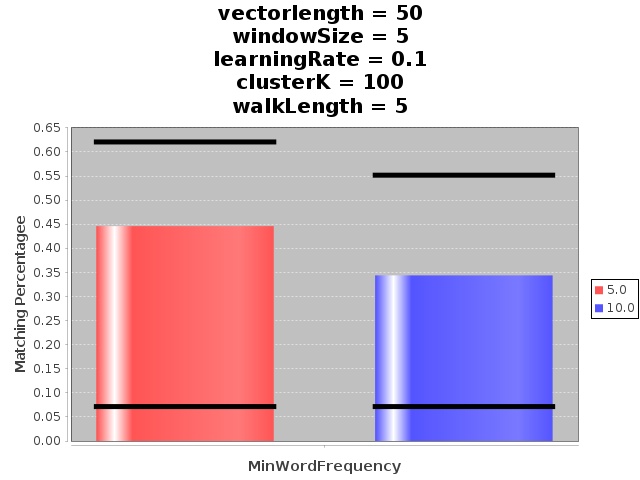 vectorlength = 50
windowSize = 5
learningRate = 0.1
clusterK = 100
walkLength = 5
0.65
0.60
0.55
0.50
0.45
0.40
0.35
0.30
0.25
0.20
0.15
0.10
0.05
0.00
Matching Percentagee
MinWordFrequency
5.0
10.0